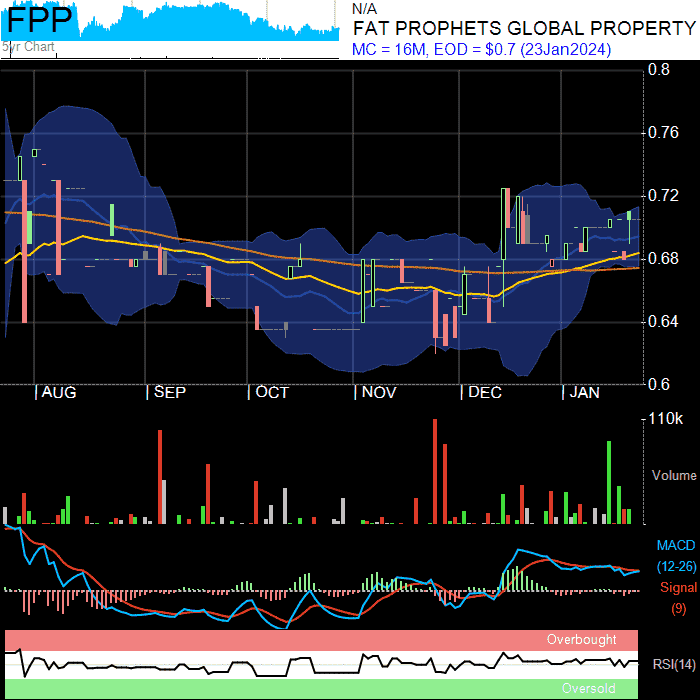 FPP
5yr Chart
N/A
FAT PROPHETS GLOBAL PROPERTY
MC = 16M, EOD = $0.7 (23Jan2024)
0.8
0.76
0.72
0.68
0.64
0.6
AUG SEP OCT NOV DEC JAN
110k
Volume
MACD
(12-26)
Signal
(9)
Overbought
RSI(14)
Oversold